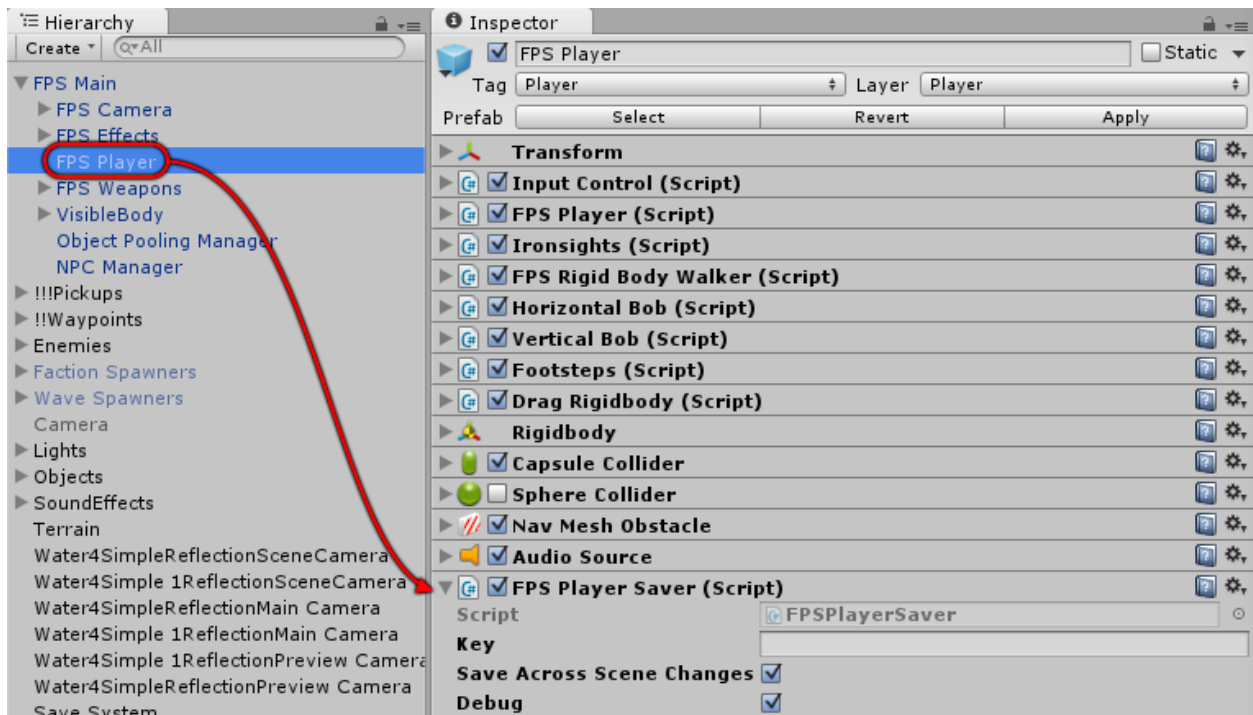 Hierarchy
Create
All
FPS Main
FPS Camera
FPS Effects
FPS Player
FPS Weapons
VisibleBody
Object Pooling Manager
NPC Manager
!!!Pickups
!!Waypoints
Enemies
Faction Spawners
Wave Spawners
Camera
Lights
Objects
SoundEffects
Terrain
Water4SimpleReflectionSceneCamera
Water4Simple 1ReflectionSceneCamera
Water4SimpleReflectionMain Camera
Water4Simple 1ReflectionMain Camera
Water4Simple 1ReflectionPreview Camera
Water4SimpleReflectionPreview Camera
Save System
Inspector
FPS Player
Static
Tag Player Layer Player
Prefab Select Revert Apply
Transform
Input Control (Script)
FPS Player (Script)
Ironsights (Script)
FPS Rigid Body Walker (Script)
Horizontal Bob (Script)
Vertical Bob (Script)
Footsteps (Script)
Drag Rigidbody (Script)
Rigidbody
Capsule Collider
Sphere Collider
Nav Mesh Obstacle
Audio Source
FPS Player Saver (Script)
Script FPSPlayerSaver
Key
Save Across Scene Changes
Debug